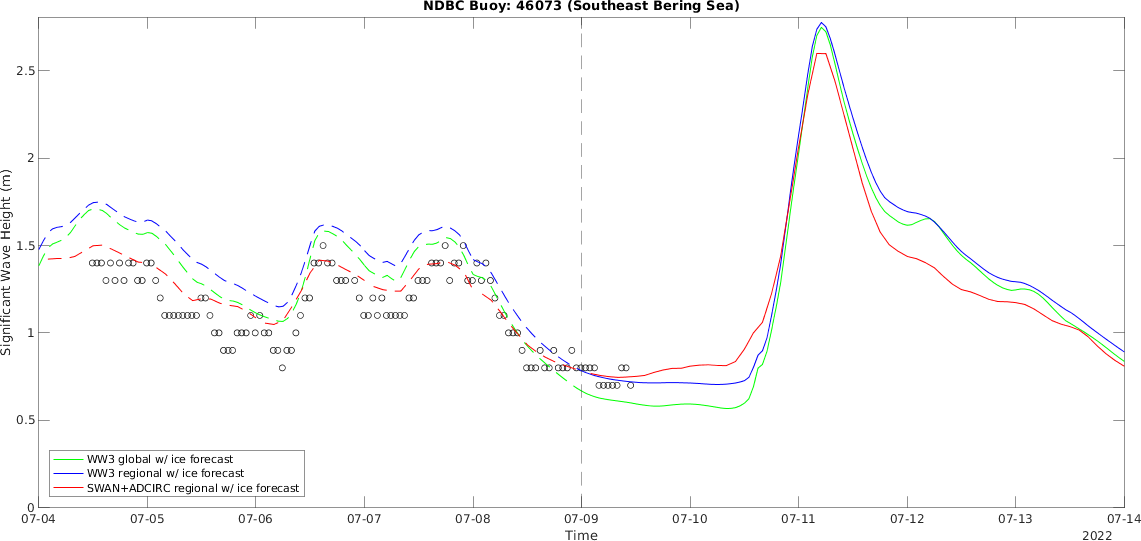 NDBC Buoy: 46073 (Southeast Bering Sea)
Significant Wave Height (m)
2.5
2
1.5
1
0.5
0
WW3 global w/ ice forecast
WW3 regional w/ ice forecast
SWAN+ADCIRC regional w/ ice forecast
07-04 07-05 07-06 07-07 07-08 07-09 07-10 07-11 07-12 07-13 07-14
Time
2022